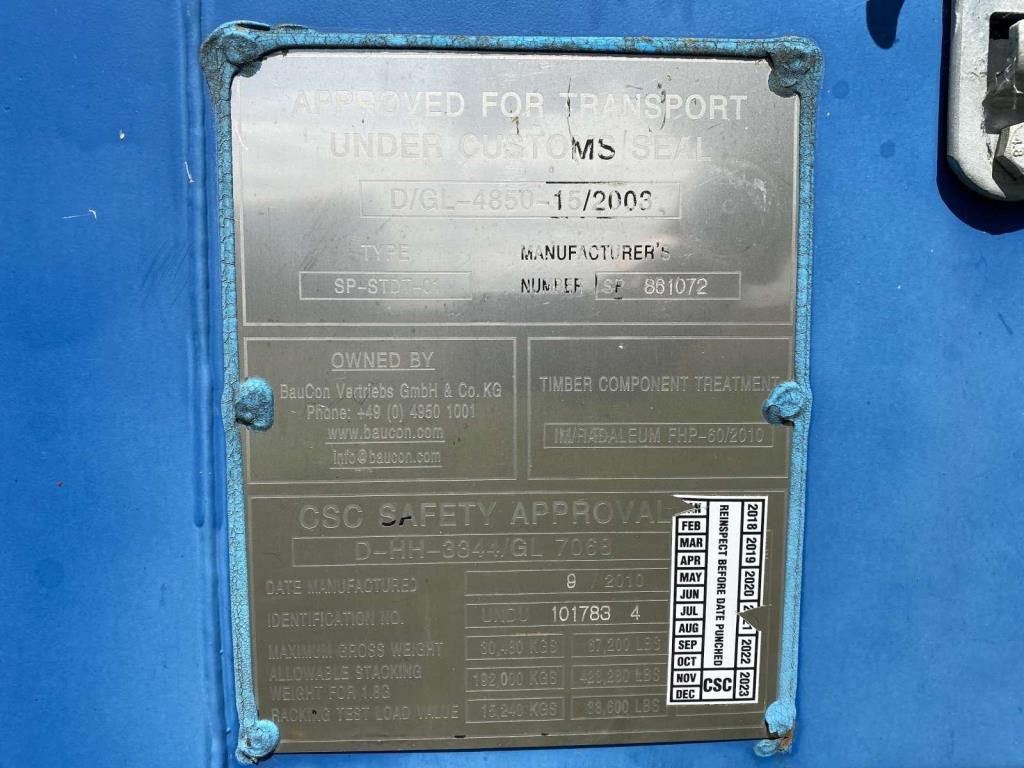 APPROVED FOR TRANSPORT
UNDER CUSTOMS SEAL
D/GL-4850-15/2003
TYPE
SP-STDT-01
MANUFACTURER'S
NUMBER SP 861072
OWNED BY
BauCon Vertriebs GmbH & Co. KG
Phone: +49 (0) 4950 1001
www.baucon.com
info@baucon.com
TIMBER COMPONENT TREATMENT
IM/RADALEUM FHP-60/2010
CSC SAFETY APPROVAL
D-HH-3344/GL 7068
DATE MANUFACTURED 9 / 2010
IDENTIFICATION NO. UNDU 101783 4
MAXIMUM GROSS WEIGHT 30,480 KGS 67,200 LBS
ALLOWABLE STACKING
WEIGHT FOR 1.8G 192,000 KGS 423,280 LBS
RACKING TEST LOAD VALUE 15,240 KGS 33,600 LBS
FEB
MAR
APR
MAY
JUN
JUL
AUG
SEP
OCT
NOV
DEC
REINSPECT BEFORE DATE PUNCHED
CSC
2018 2019 2020 2022 2023
4.8